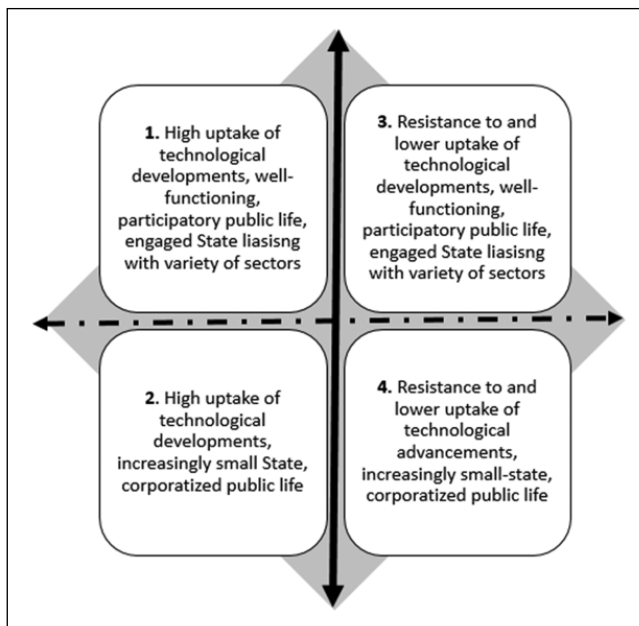 1. High uptake of
technological
developments, well-
functioning,
participatory public life,
engaged State liasisng
with variety of sectors
3. Resistance to and
lower uptake of
technological
developments, well-
functioning,
participatory public life,
engaged State liasisng
with variety of sectors
2. High uptake of
technological
developments,
increasingly small State,
corporatized public life
4. Resistance to and
lower uptake of
technological
advancements,
increasingly small-state,
corporatized public life